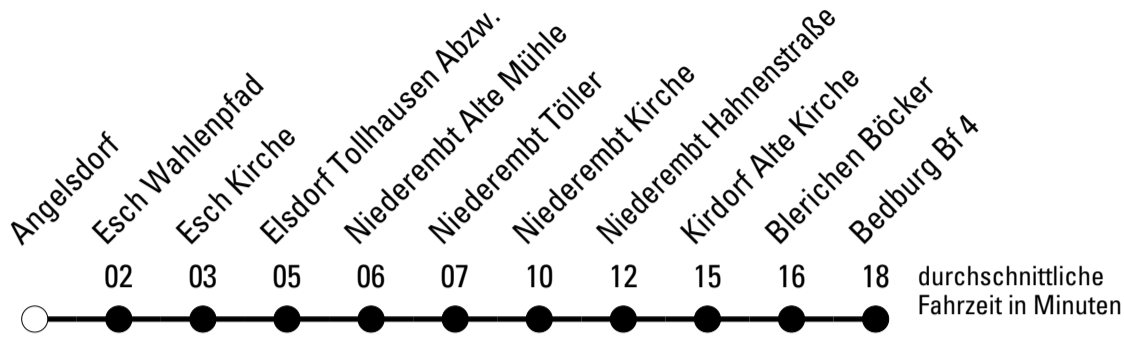 Angelsdorf
Esch Wahlenpfad
Esch Kirche
Elsdorf Tollhausen Abzw.
Niederembt Alte Mühle
Niederembt Töller
Niederembt Kirche
Niederembt Hahnenstraße
Kirdorf Alte Kirche
Blerichen Böcker
Bedburg Bf 4
02 03 05 06 07 10 12 15 16 18
durchschnittliche
Fahrzeit in Minuten